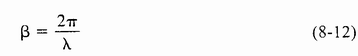 β = 2π/λ (8-12)